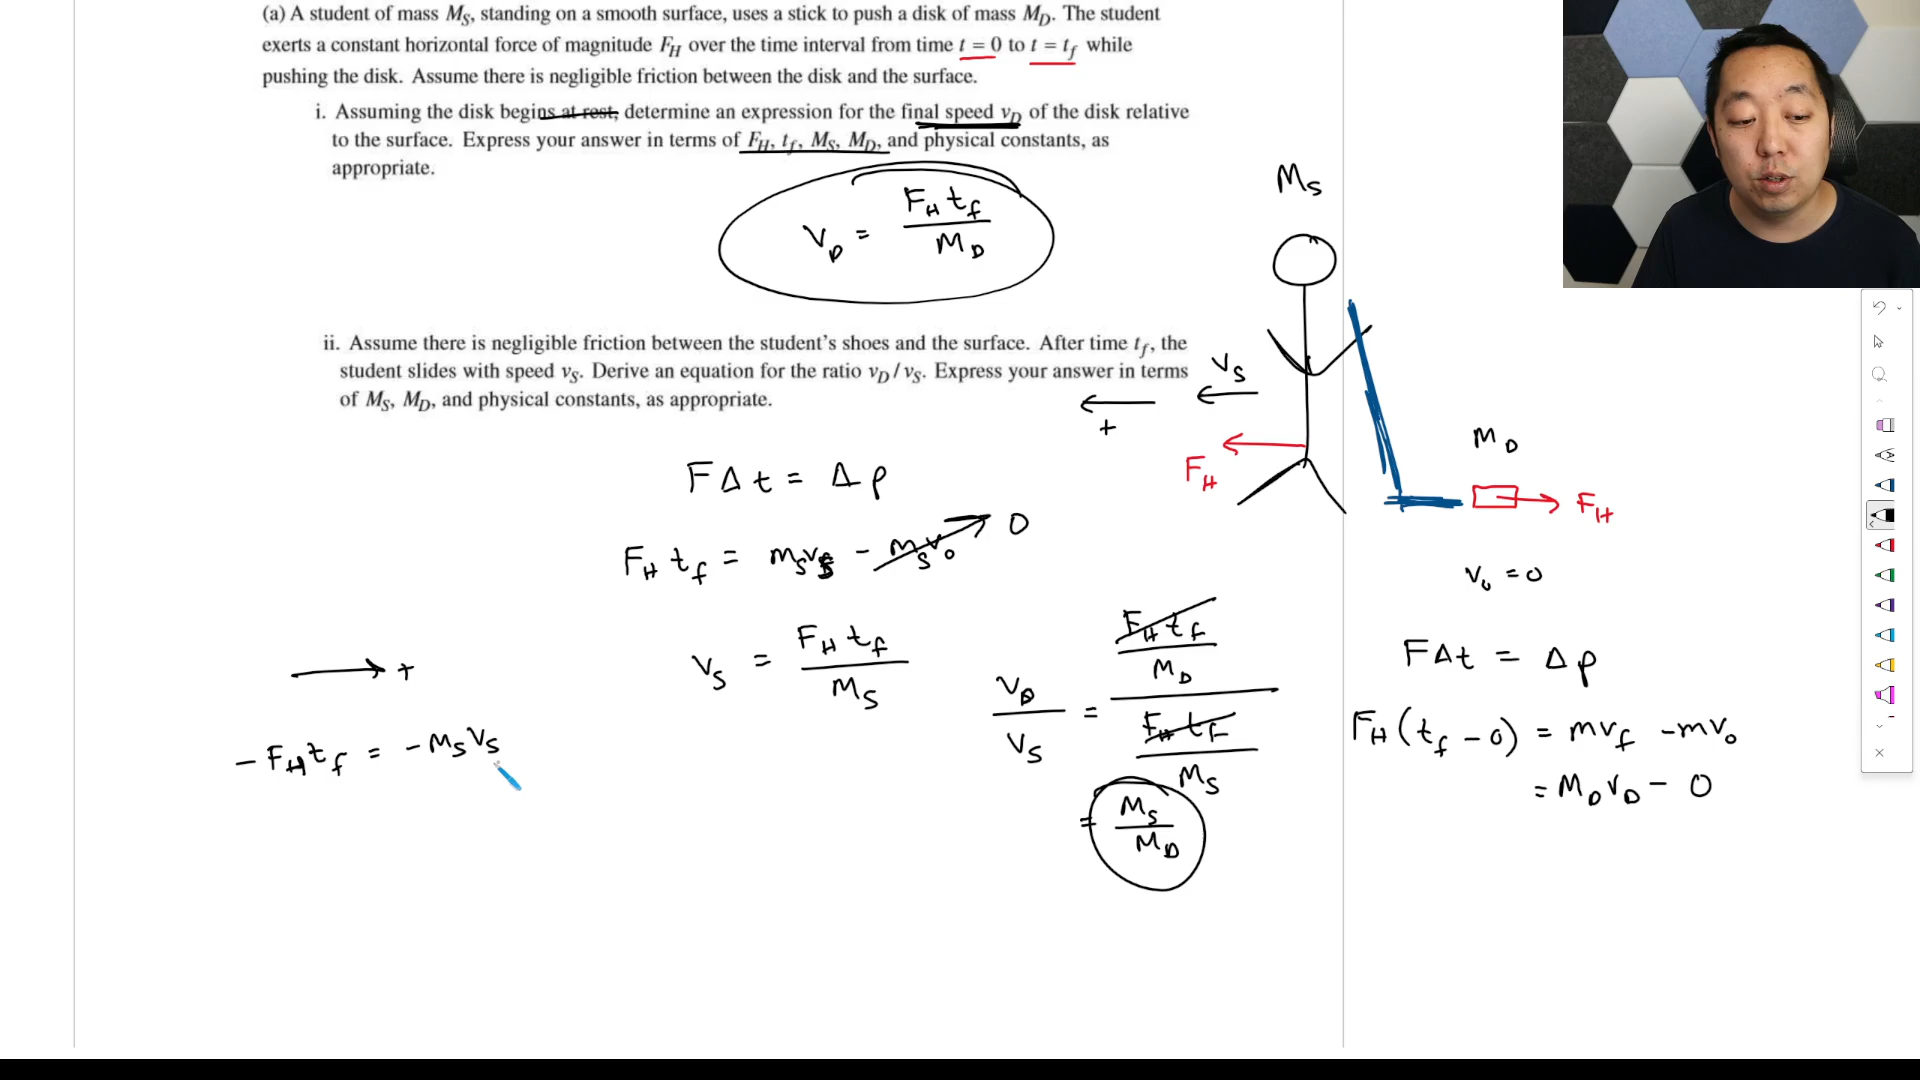 (a) A student of mass M_S, standing on a smooth surface, uses a stick to push a disk of mass M_D. The student
exerts a constant horizontal force of magnitude F_H over the time interval from time t = 0 to t = t_f while
pushing the disk. Assume there is negligible friction between the disk and the surface.
i. Assuming the disk begins at rest, determine an expression for the final speed v_D of the disk relative
to the surface. Express your answer in terms of F_H, t_f, M_S, M_D, and physical constants, as
appropriate.
v_D = F_H t_f / M_D
ii. Assume there is negligible friction between the student's shoes and the surface. After time t_f, the
student slides with speed v_S. Derive an equation for the ratio v_D / v_S. Express your answer in terms
of M_S, M_D, and physical constants, as appropriate.
F Δt = Δp
F_H t_f = m_S v_S - m_S v_0 0
v_S = F_H t_f / M_S
+
-F_H t_f = -M_S v_S
v_D / v_S = (F_H t_f / M_D) / (F_H t_f / M_S)
= M_S / M_D
M_S
v_S
+
F_H
M_D
F_H
v_0 = 0
F Δt = Δp
F_H (t_f - 0) = m v_f - m v_0
= M_D v_D - 0